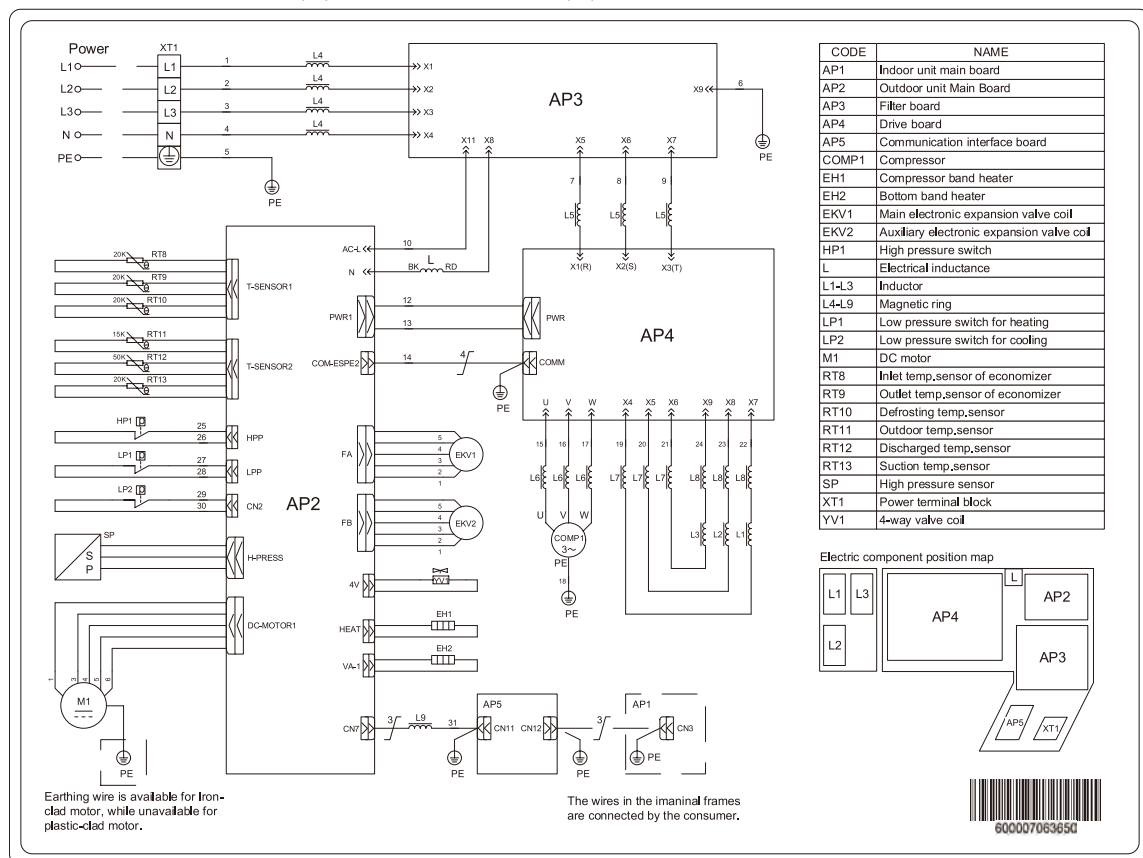 Power
XT1
L1
L1
1
L4
X1
L2
L2
2
L4
X2
L3
L3
3
L4
X3
N
N
4
L4
X4
PE
5
PE
AP3
X9
6
PE
X11
X8
X5
X6
X7
7
8
9
L5
L5
L5
AC-L
10
N
BK
L
RD
X1(R)
X2(S)
X3(T)
20K
RT8
20K
RT9
T-SENSOR1
20K
RT10
15K
RT11
50K
RT12
T-SENSOR2
20K
RT13
PWR1
12
13
PWR
AP4
COM-ESPE2
14
4
COMM
PE
U
V
W
X4
X5
X6
X9
X8
X7
15
16
17
19
20
21
24
23
22
L6
L6
L6
L7
L7
L7
L8
L8
L8
U
V
W
L3
L2
L1
COMP1
3~
PE
18
PE
HP1
25
26
HPP
LP1
27
28
LPP
LP2
29
30
CN2
AP2
FA
5
4
3
2
1
EKV1
FB
5
4
3
2
1
EKV2
SP
S
P
H-PRESS
4V
YV1
DC-MOTOR1
HEAT
EH1
VA-1
EH2
1
3
4
5
6
M1
PE
CN7
3
L9
31
PE
AP5
CN11
CN12
PE
3
AP1
CN3
PE
Earthing wire is available for Iron-
clad motor, while unavailable for
plastic-clad motor.
The wires in the imaninal frames
are connected by the consumer.
CODE NAME
AP1 Indoor unit main board
AP2 Outdoor unit Main Board
AP3 Filter board
AP4 Drive board
AP5 Communication interface board
COMP1 Compressor
EH1 Compressor band heater
EH2 Bottom band heater
EKV1 Main electronic expansion valve coil
EKV2 Auxiliary electronic expansion valve coil
HP1 High pressure switch
L Electrical inductance
L1-L3 Inductor
L4-L9 Magnetic ring
LP1 Low pressure switch for heating
LP2 Low pressure switch for cooling
M1 DC motor
RT8 Inlet temp.sensor of economizer
RT9 Outlet temp.sensor of economizer
RT10 Defrosting temp.sensor
RT11 Outdoor temp.sensor
RT12 Discharged temp.sensor
RT13 Suction temp.sensor
SP High pressure sensor
XT1 Power terminal block
YV1 4-way valve coil
Electric component position map
L1
L3
L2
AP4
L
AP2
AP3
AP5
XT1
600007063650